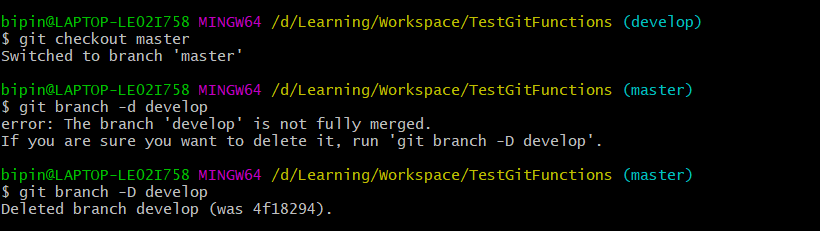 bipin@LAPTOP-LE02I758 MINGW64 /d/Learning/Workspace/TestGitFunctions (develop)
$ git checkout master
Switched to branch 'master'
bipin@LAPTOP-LE02I758 MINGW64 /d/Learning/Workspace/TestGitFunctions (master)
$ git branch -d develop
error: The branch 'develop' is not fully merged.
If you are sure you want to delete it, run 'git branch -D develop'.
bipin@LAPTOP-LE02I758 MINGW64 /d/Learning/Workspace/TestGitFunctions (master)
$ git branch -D develop
Deleted branch develop (was 4f18294).